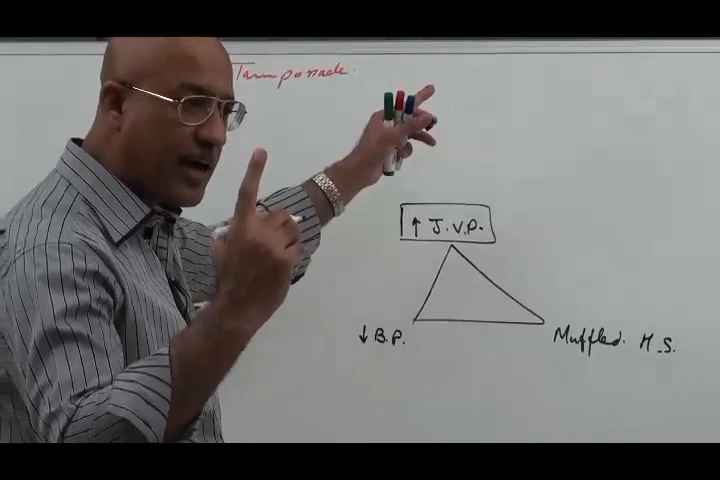 Tamponade.
↑ J.V.P.
↓ B.P.
Muffled. H.S.